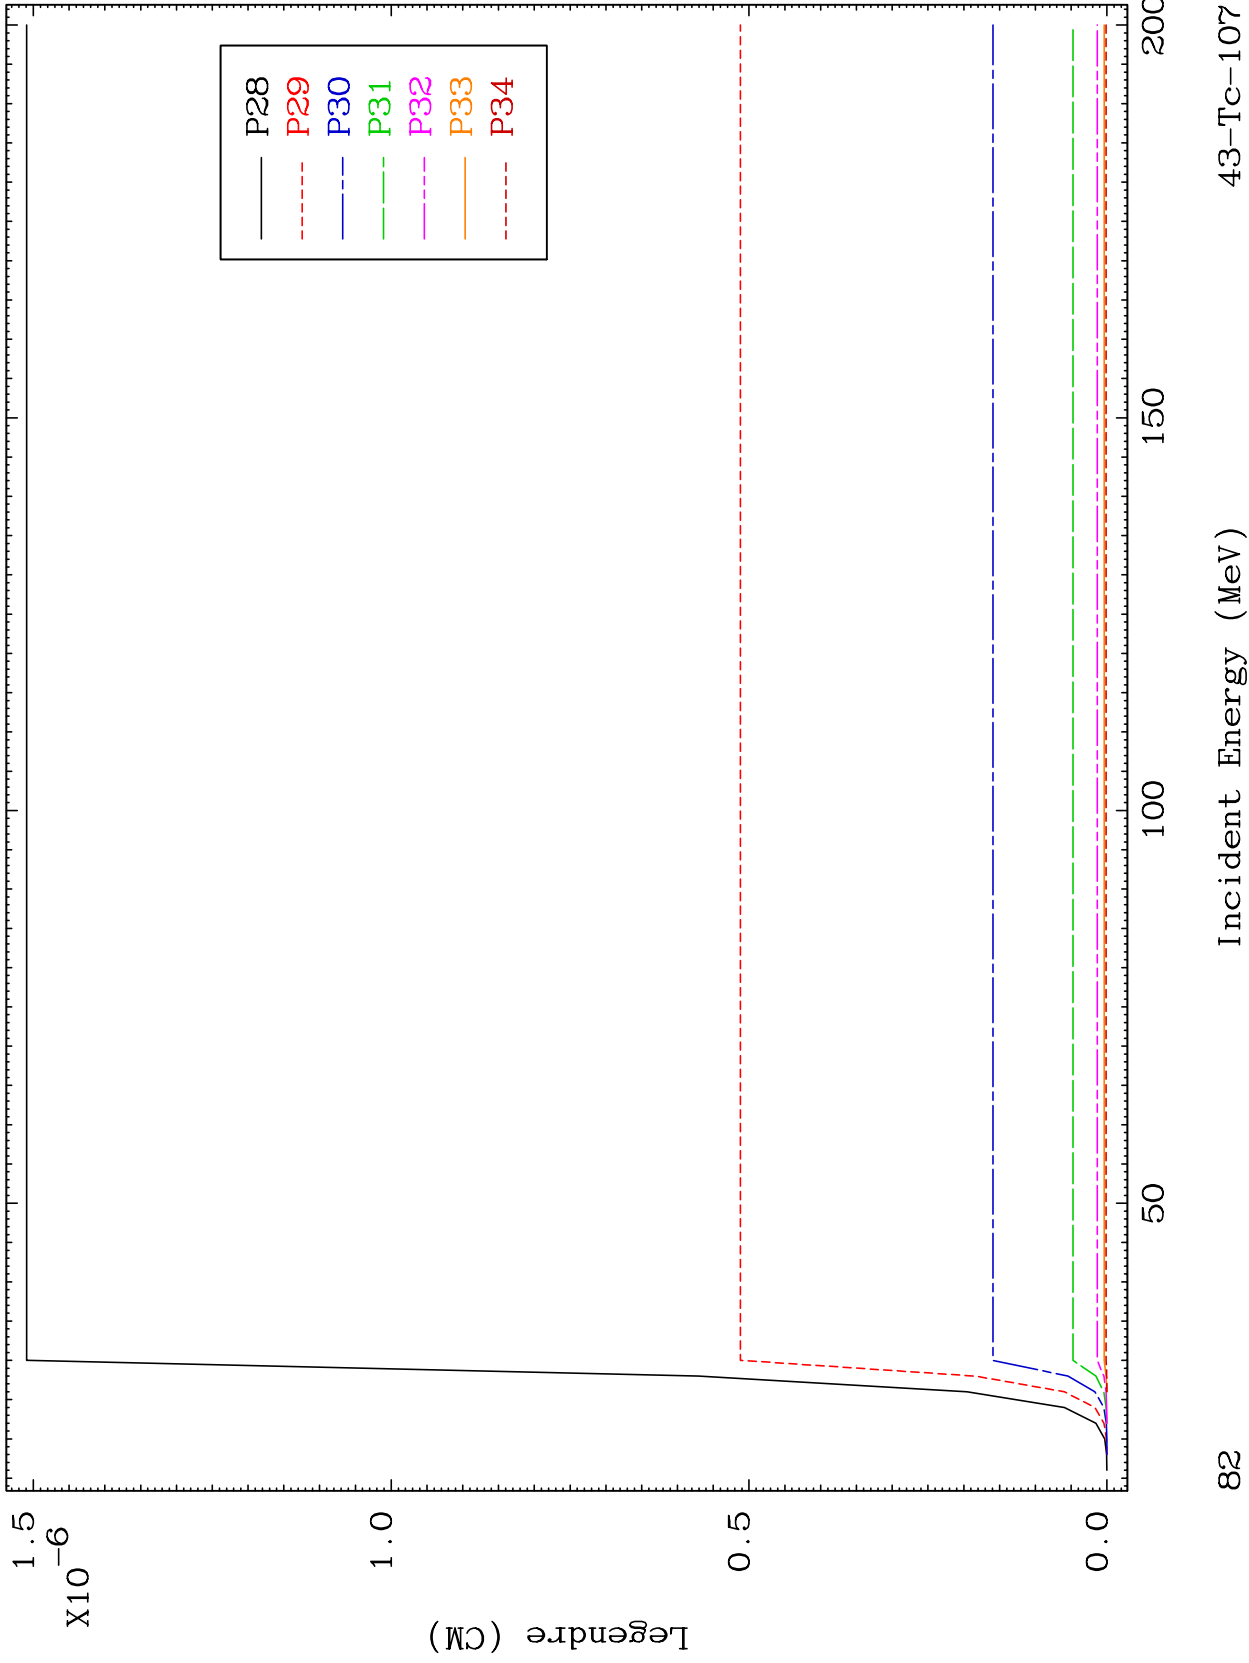 1.5
X10-6
1.0
0.5
0.0
Legendre (CM)
P28
P29
P30
P31
P32
P33
P34
50
100
150
200
Incident Energy (MeV)
82
43-Tc-107